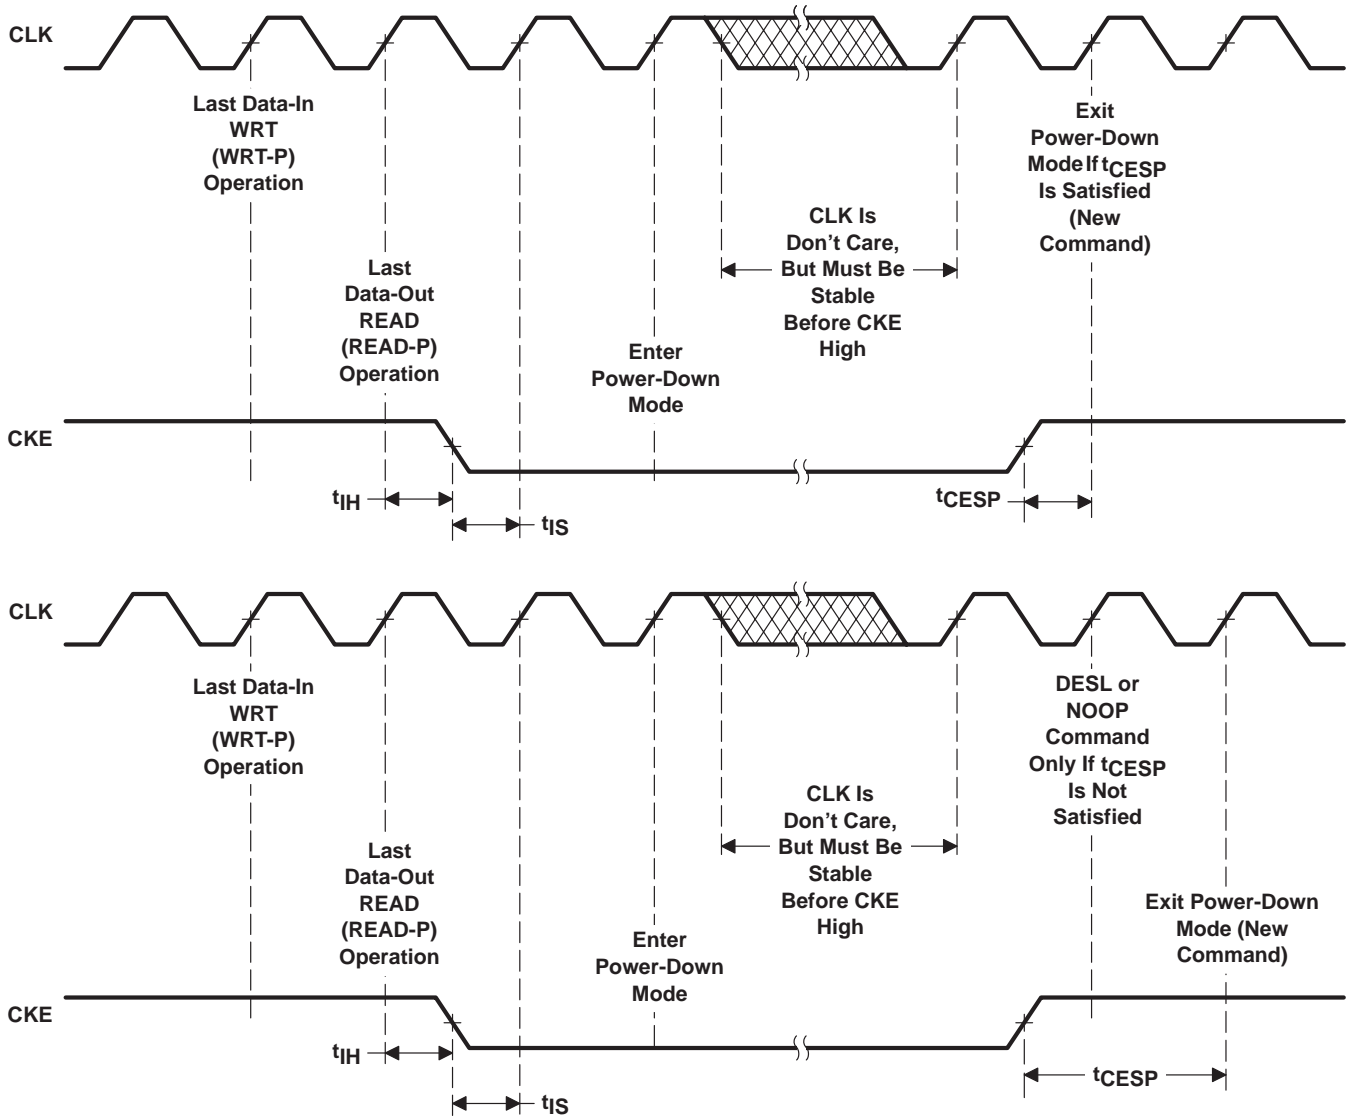 CLK
Last Data-In
WRT
(WRT-P)
Operation
Exit
Power-Down
Mode If tCESP
Is Satisfied
(New
Command)
CLK Is
Don’t Care,
But Must Be
Stable
Before CKE
High
Last
Data-Out
READ
(READ-P)
Operation
Enter
Power-Down
Mode
CKE
tIH
tCESP
tIS
CLK
Last Data-In
WRT
(WRT-P)
Operation
DESL or
NOOP
Command
Only If tCESP
Is Not
Satisfied
CLK Is
Don’t Care,
But Must Be
Stable
Before CKE
High
Last
Data-Out
READ
(READ-P)
Operation
Exit Power-Down
Mode (New
Command)
Enter
Power-Down
Mode
CKE
tIH
tCESP
tIS